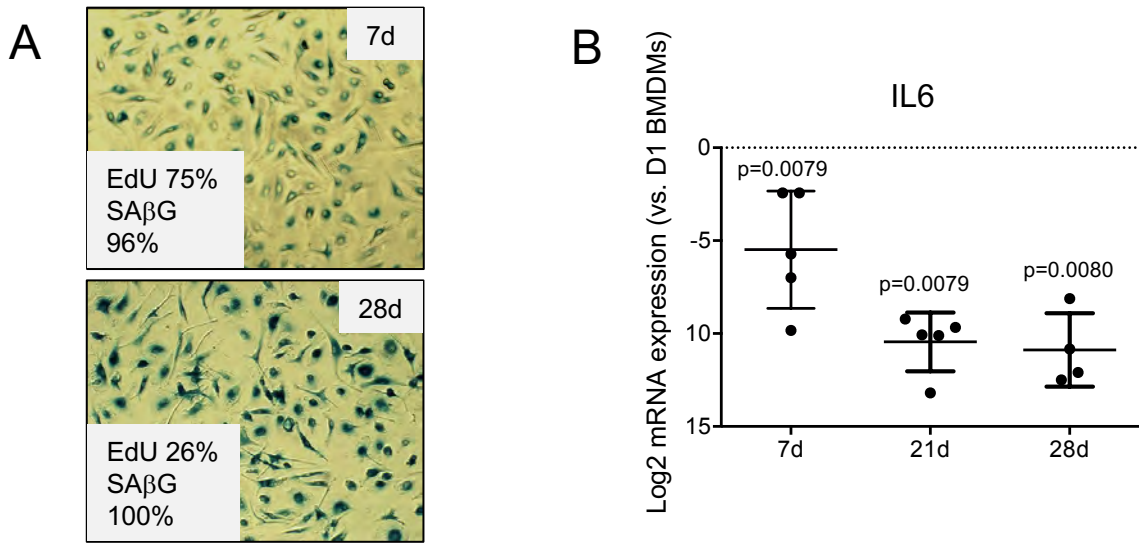 A
7d
EdU 75%
SAβG
96%
28d
EdU 26%
SAβG
100%
B
IL6
Log2 mRNA expression (vs. D1 BMDMs)
0
-5
10
15
p=0.0079
p=0.0079
p=0.0080
7d
21d
28d